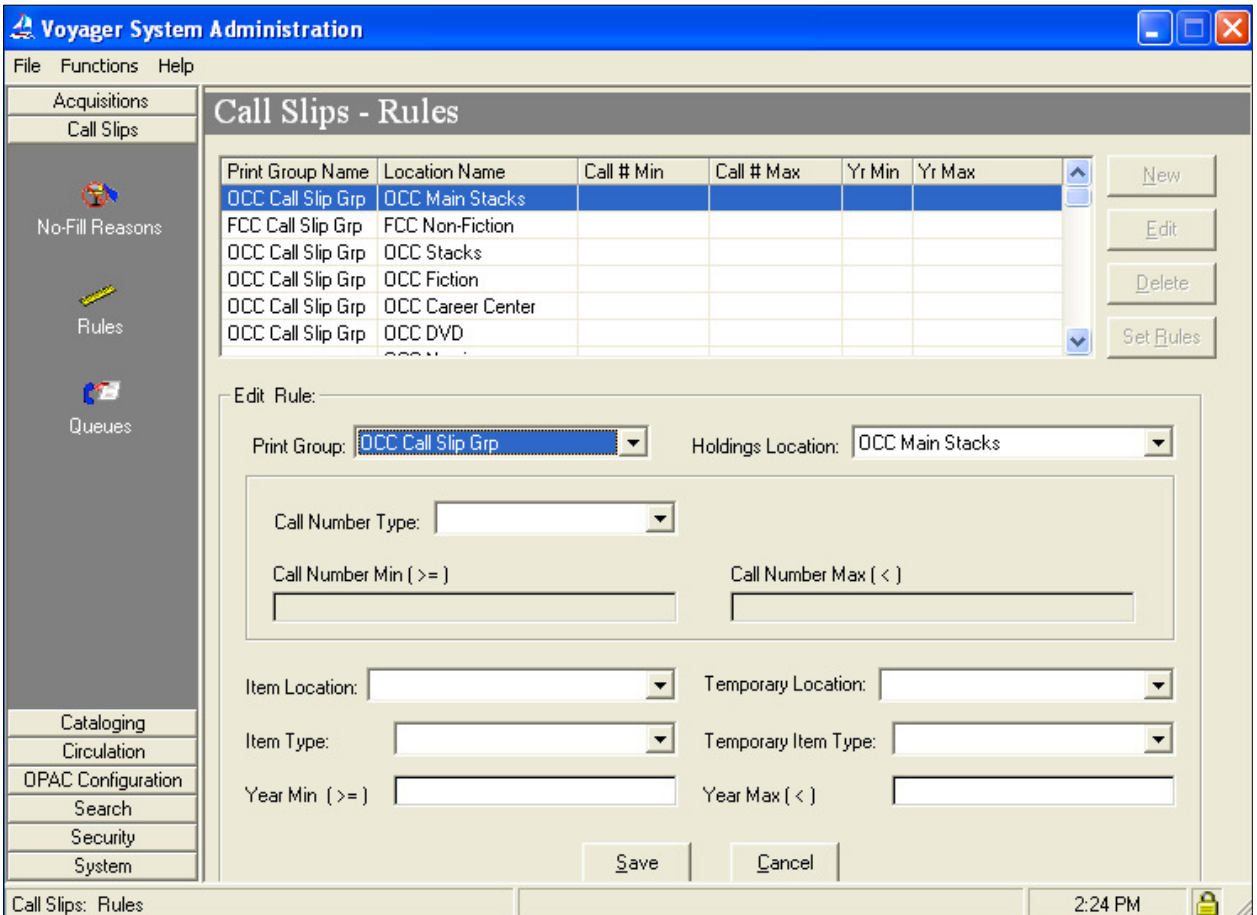 Voyager System Administration
File Functions Help
Acquisitions
Call Slips
No-Fill Reasons
Rules
Queues
Cataloging
Circulation
OPAC Configuration
Search
Security
System
Call Slips - Rules
Print Group Name Location Name Call # Min Call # Max Yr Min Yr Max
OCC Call Slip Grp OCC Main Stacks
FCC Call Slip Grp FCC Non-Fiction
OCC Call Slip Grp OCC Stacks
OCC Call Slip Grp OCC Fiction
OCC Call Slip Grp OCC Career Center
OCC Call Slip Grp OCC DVD
New
Edit
Delete
Set Rules
Edit Rule:
Print Group: OCC Call Slip Grp Holdings Location: OCC Main Stacks
Call Number Type:
Call Number Min ( >= ) Call Number Max ( < )
Item Location: Temporary Location:
Item Type: Temporary Item Type:
Year Min ( >= ) Year Max ( < )
Save Cancel
Call Slips: Rules 2:24 PM